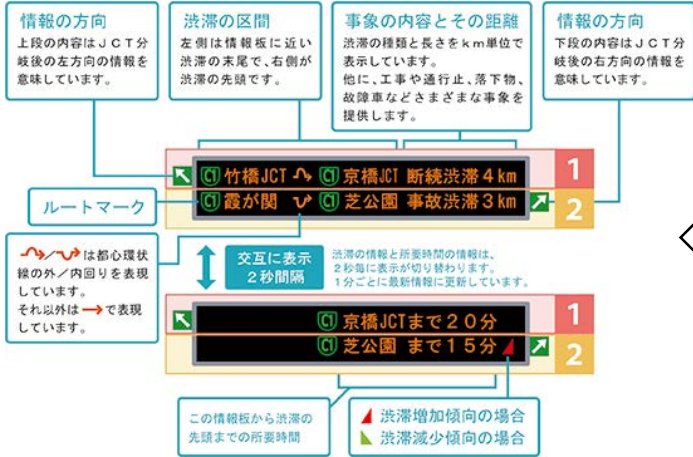 情報の方向
上段の内容はJCT分
岐後の左方向の情報を
意味しています。
渋滞の区間
左側は情報板に近い
渋滞の末尾で、右側が
渋滞の先頭です。
事象の内容とその距離
渋滞の種類と長さをkm単位で
表示しています。
他に、工事や通行止、落下物、
故障車などさまざまな事象を
提供します。
情報の方向
下段の内容はJCT分
岐後の右方向の情報を
意味しています。
C1 竹橋JCT C1 京橋JCT 断続渋滞4km 1
C1 霞が関 C1 芝公園 事故渋滞3km 2
ルートマーク
/は都心環状
線の外/内回りを表現
しています。
それ以外は→で表現
しています。
交互に表示
2秒間隔
渋滞の情報と所要時間の情報は、
2秒毎に表示が切り替わります。
1分ごとに最新情報に更新しています。
C1 京橋JCTまで20分 1
C1 芝公園 まで15分 2
この情報板から渋滞の
先頭までの所要時間
渋滞増加傾向の場合
渋滞減少傾向の場合